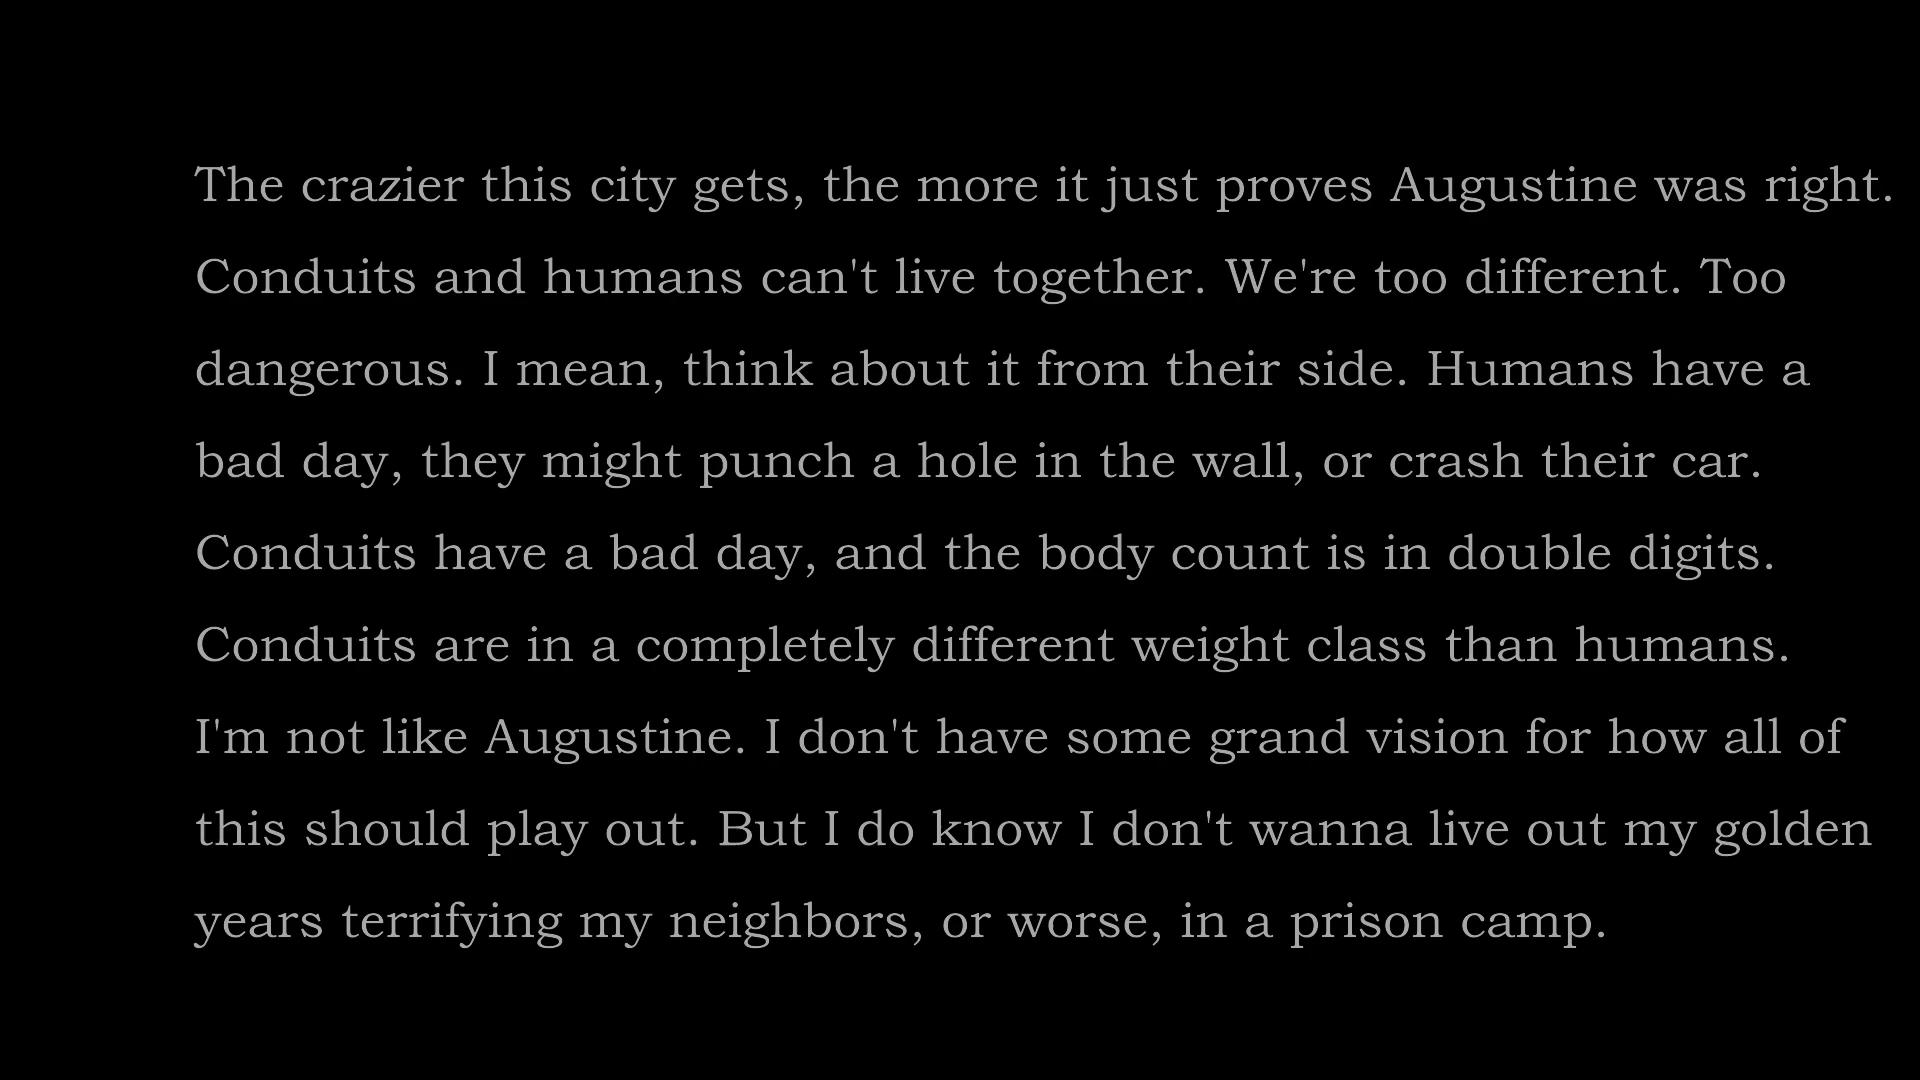 The crazier this city gets, the more it just proves Augustine was right.
Conduits and humans can't live together. We're too different. Too
dangerous. I mean, think about it from their side. Humans have a
bad day, they might punch a hole in the wall, or crash their car.
Conduits have a bad day, and the body count is in double digits.
Conduits are in a completely different weight class than humans.
I'm not like Augustine. I don't have some grand vision for how all of
this should play out. But I do know I don't wanna live out my golden
years terrifying my neighbors, or worse, in a prison camp.